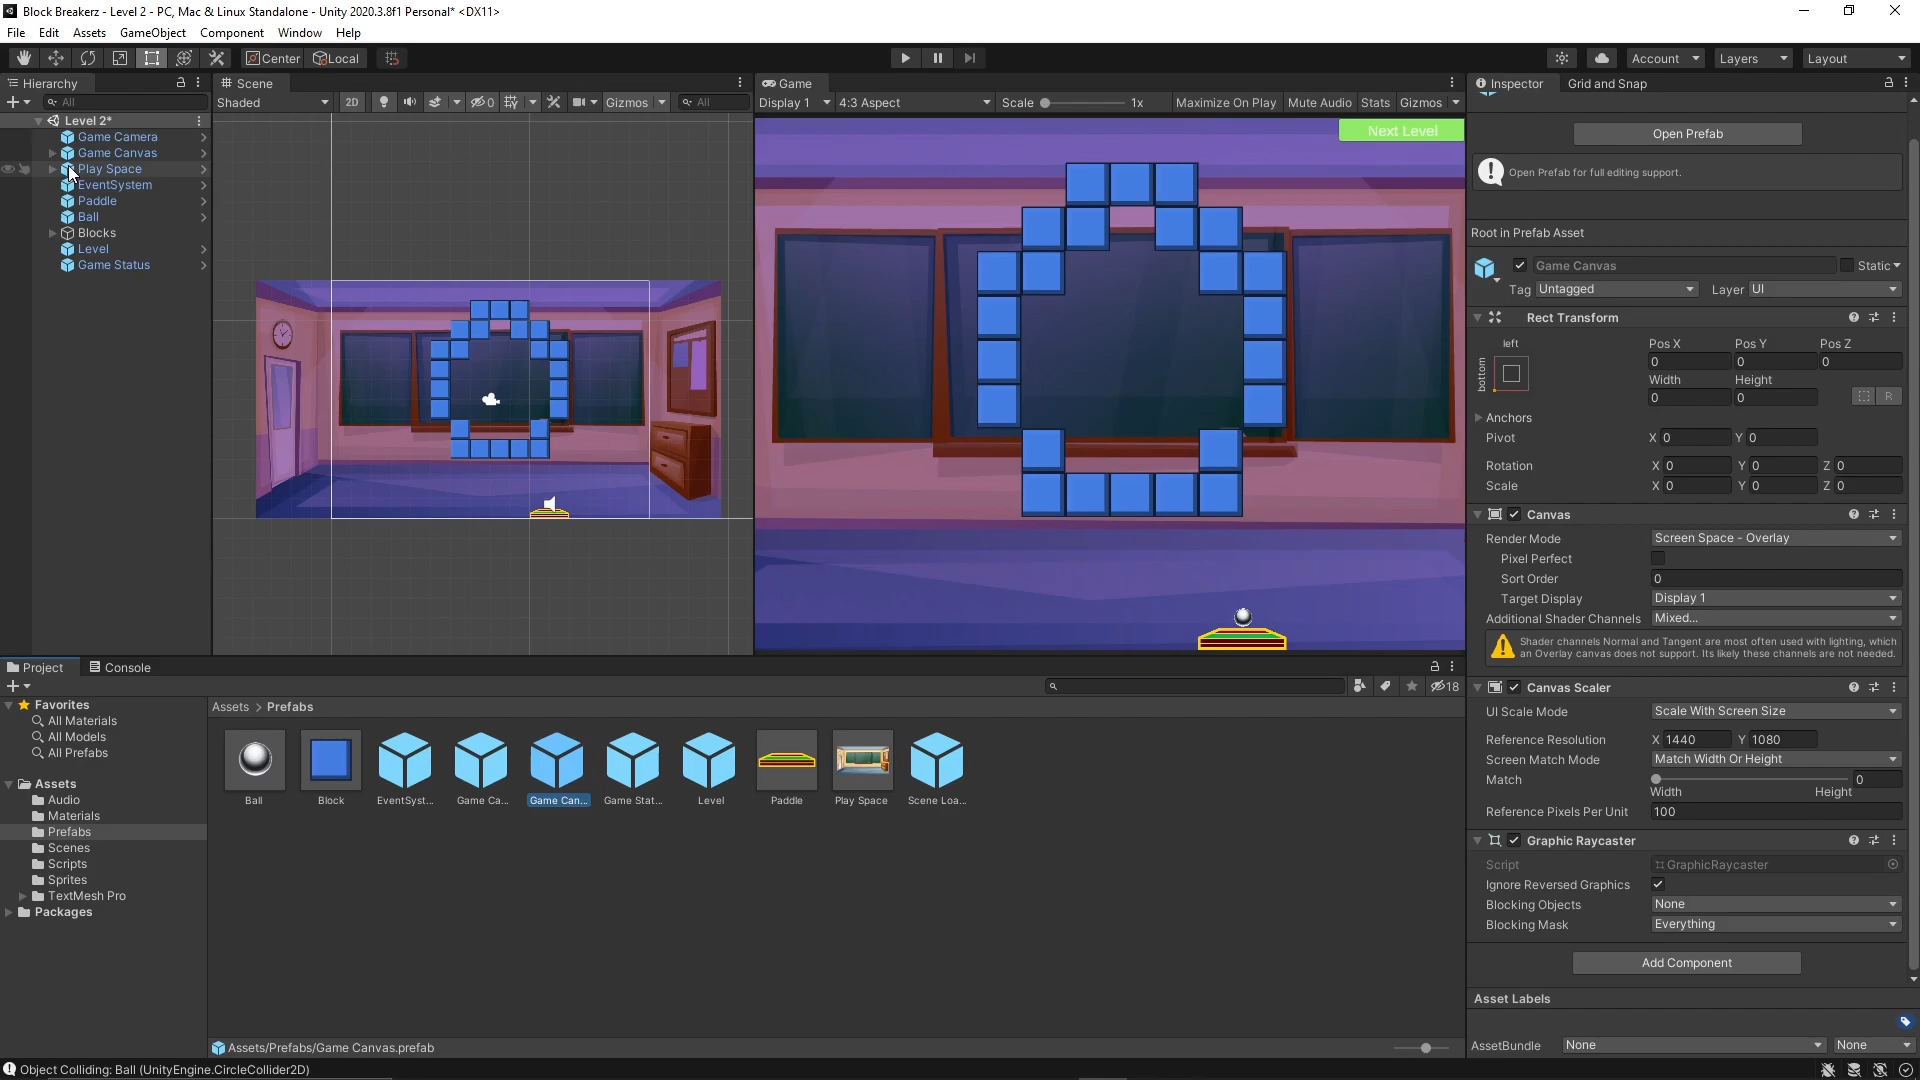 Block Breakerz - Level 2 - PC, Mac & Linux Standalone - Unity 2020.3.8f1 Personal* <DX11>
File Edit Assets GameObject Component Window Help
Center Local Account Layers Layout
Hierarchy Scene Game Inspector Grid and Snap
All Shaded 2D 0 Gizmos All Display 1 4:3 Aspect Scale 1x Maximize On Play Mute Audio Stats Gizmos
Level 2*
Game Camera
Game Canvas
Play Space
EventSystem
Paddle
Ball
Blocks
Level
Game Status
Next Level
Open Prefab
Open Prefab for full editing support.
Root in Prefab Asset
Game Canvas Static
Tag Untagged Layer UI
Rect Transform
left Pos X Pos Y Pos Z
bottom 0 0 0
Width Height
0 0 R
Anchors
Pivot X 0 Y 0
Rotation X 0 Y 0 Z 0
Scale X 0 Y 0 Z 0
Canvas
Render Mode Screen Space - Overlay
Pixel Perfect
Sort Order 0
Target Display Display 1
Additional Shader Channels Mixed...
Shader channels Normal and Tangent are most often used with lighting, which
an Overlay canvas does not support. Its likely these channels are not needed.
Canvas Scaler
UI Scale Mode Scale With Screen Size
Reference Resolution X 1440 Y 1080
Screen Match Mode Match Width Or Height
Match 0
Width Height
Reference Pixels Per Unit 100
Graphic Raycaster
Script GraphicRaycaster
Ignore Reversed Graphics
Blocking Objects None
Blocking Mask Everything
Add Component
Asset Labels
AssetBundle None None
Project Console
18
Favorites
All Materials
All Models
All Prefabs
Assets
Audio
Materials
Prefabs
Scenes
Scripts
Sprites
TextMesh Pro
Packages
Assets > Prefabs
Ball Block EventSyst... Game Ca... Game Can... Game Stat... Level Paddle Play Space Scene Loa...
Assets/Prefabs/Game Canvas.prefab
Object Colliding: Ball (UnityEngine.CircleCollider2D)